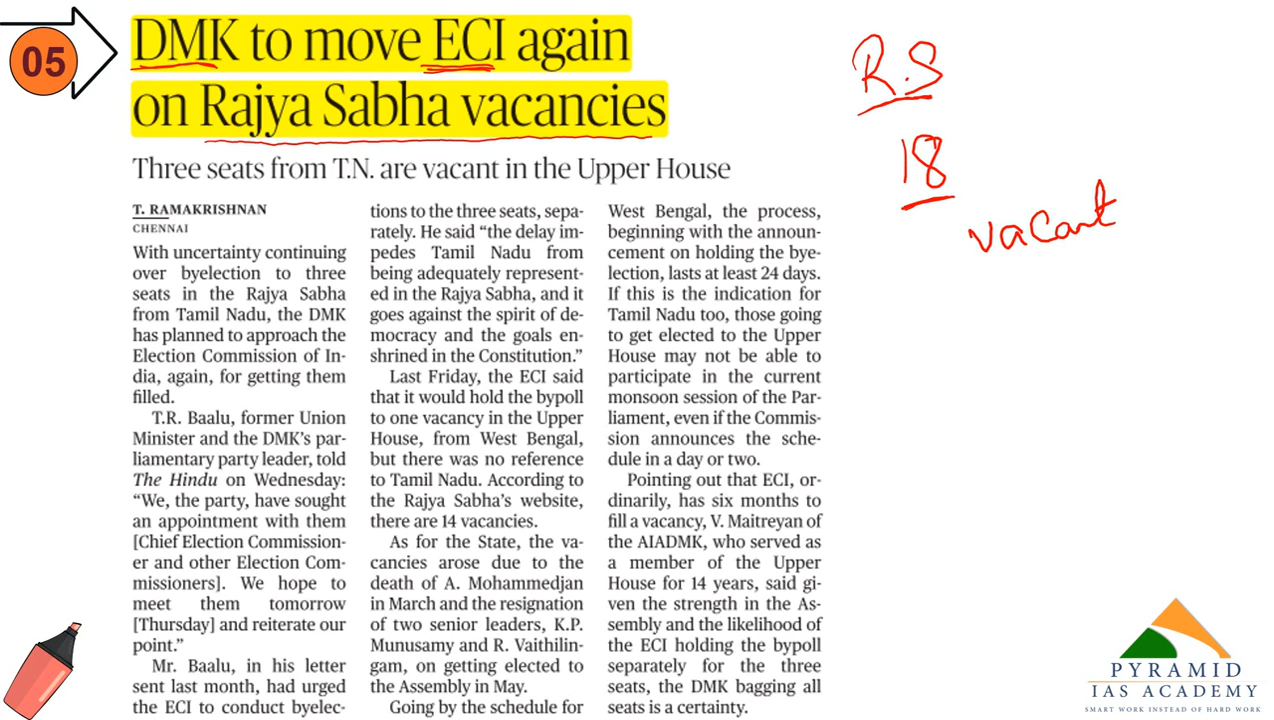 05
DMK to move ECI again
on Rajya Sabha vacancies
Three seats from T.N. are vacant in the Upper House
T. RAMAKRISHNAN
CHENNAI
With uncertainty continuing
over byelection to three
seats in the Rajya Sabha
from Tamil Nadu, the DMK
has planned to approach the
Election Commission of In-
dia, again, for getting them
filled.
T.R. Baalu, former Union
Minister and the DMK's par-
liamentary party leader, told
The Hindu on Wednesday:
“We, the party, have sought
an appointment with them
[Chief Election Commission-
er and other Election Com-
missioners]. We hope to
meet them tomorrow
[Thursday] and reiterate our
point.”
Mr. Baalu, in his letter
sent last month, had urged
the ECI to conduct byelec-
tions to the three seats, sepa-
rately. He said “the delay im-
pedes Tamil Nadu from
being adequately represent-
ed in the Rajya Sabha, and it
goes against the spirit of de-
mocracy and the goals en-
shrined in the Constitution.”
Last Friday, the ECI said
that it would hold the bypoll
to one vacancy in the Upper
House, from West Bengal,
but there was no reference
to Tamil Nadu. According to
the Rajya Sabha's website,
there are 14 vacancies.
As for the State, the va-
cancies arose due to the
death of A. Mohammedjan
in March and the resignation
of two senior leaders, K.P.
Munusamy and R. Vaithilin-
gam, on getting elected to
the Assembly in May.
Going by the schedule for
West Bengal, the process,
beginning with the announ-
cement on holding the bye-
lection, lasts at least 24 days.
If this is the indication for
Tamil Nadu too, those going
to get elected to the Upper
House may not be able to
participate in the current
monsoon session of the Par-
liament, even if the Commis-
sion announces the sche-
dule in a day or two.
Pointing out that ECI, or-
dinarily, has six months to
fill a vacancy, V. Maitreyan of
the AIADMK, who served as
a member of the Upper
House for 14 years, said gi-
ven the strength in the As-
sembly and the likelihood of
the ECI holding the bypoll
separately for the three
seats, the DMK bagging all
seats is a certainty.
R.S
18
vacant
PYRAMID
IAS ACADEMY
SMART WORK INSTEAD OF HARD WORK